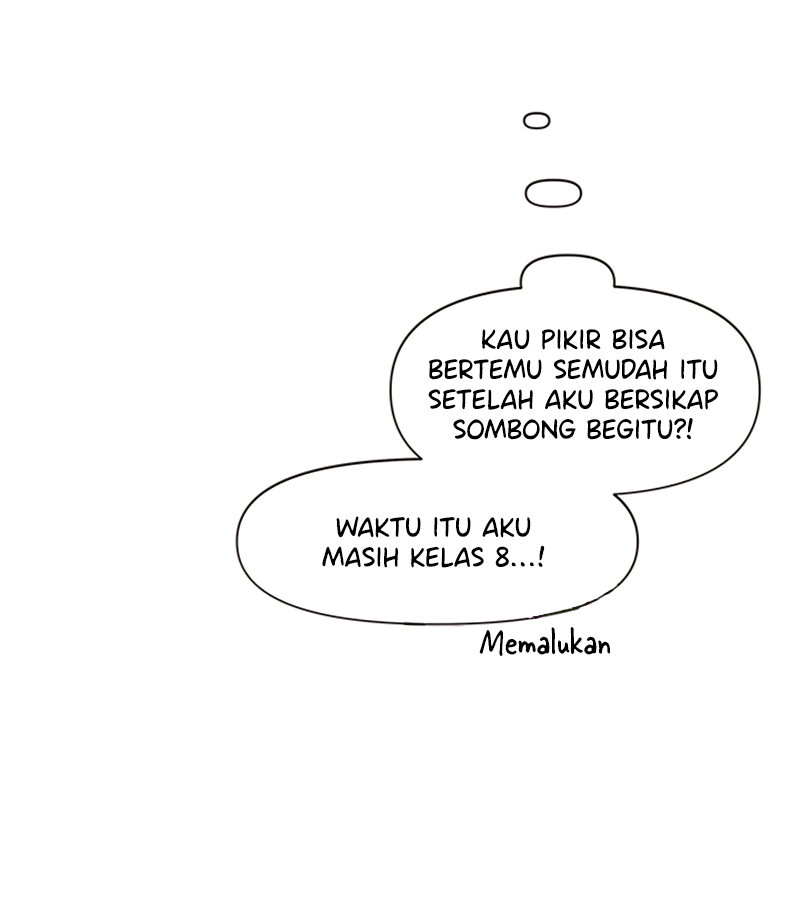 KAU PIKIR BISA
BERTEMU SEMUDAH ITU
SETELAH AKU BERSIKAP
SOMBONG BEGITU?!
WAKTU ITU AKU
MASIH KELAS 8...!
Memalukan